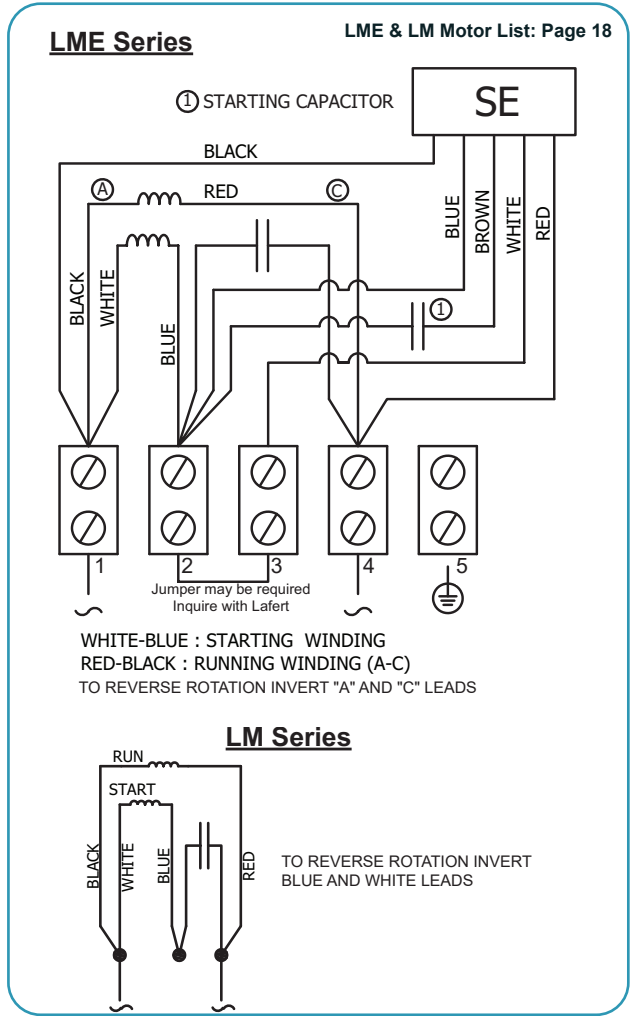 LME Series
LME & LM Motor List: Page 18
1 STARTING CAPACITOR
SE
BLACK
A
RED
C
BLUE
BROWN
WHITE
RED
BLACK
WHITE
BLUE
1
1
2
3
4
5
Jumper may be required
Inquire with Lafert
WHITE-BLUE : STARTING WINDING
RED-BLACK : RUNNING WINDING (A-C)
TO REVERSE ROTATION INVERT "A" AND "C" LEADS
LM Series
RUN
START
BLACK
WHITE
BLUE
RED
TO REVERSE ROTATION INVERT
BLUE AND WHITE LEADS